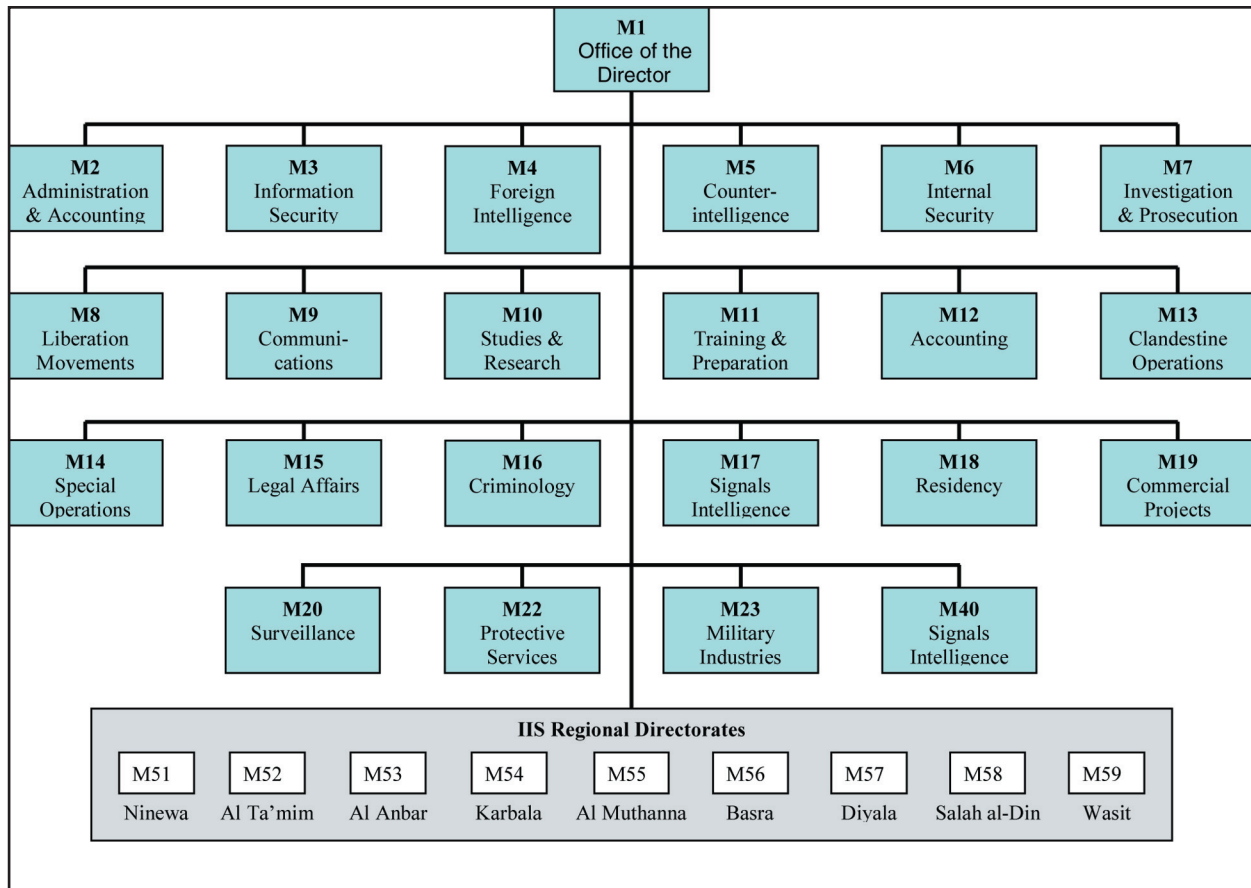 M1
Office of the
Director
M2
Administration
& Accounting
M3
Information
Security
M4
Foreign
Intelligence
M5
Counter-
intelligence
M6
Internal
Security
M7
Investigation
& Prosecution
M8
Liberation
Movements
M9
Communi-
cations
M10
Studies &
Research
M11
Training &
Preparation
M12
Accounting
M13
Clandestine
Operations
M14
Special
Operations
M15
Legal Affairs
M16
Criminology
M17
Signals
Intelligence
M18
Residency
M19
Commercial
Projects
M20
Surveillance
M22
Protective
Services
M23
Military
Industries
M40
Signals
Intelligence
IIS Regional Directorates
M51
Ninewa
M52
Al Ta’mim
M53
Al Anbar
M54
Karbala
M55
Al Muthanna
M56
Basra
M57
Diyala
M58
Salah al-Din
M59
Wasit